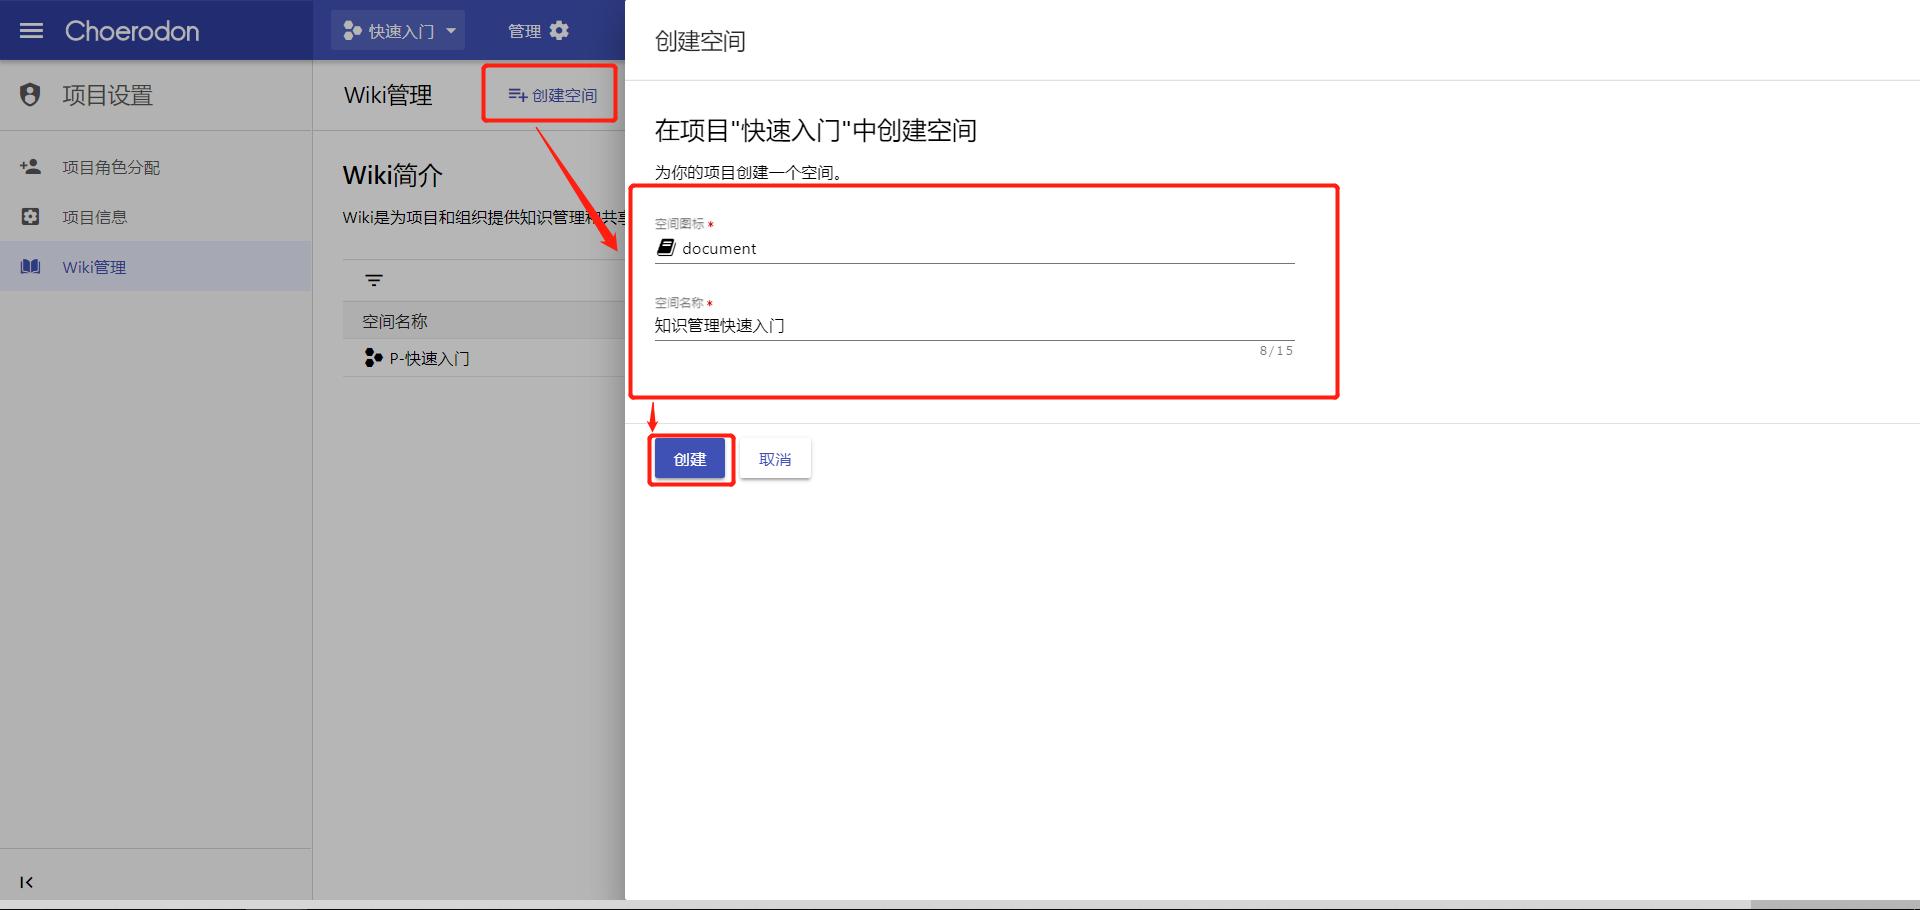 Choerodon
快速入门
管理
项目设置
项目角色分配
项目信息
Wiki管理
Wiki管理
创建空间
Wiki简介
Wiki是为项目和组织提供知识管理和共享
空间名称
P-快速入门
创建空间
在项目"快速入门"中创建空间
为你的项目创建一个空间。
空间图标 *
document
空间名称 *
知识管理快速入门
8/15
创建
取消